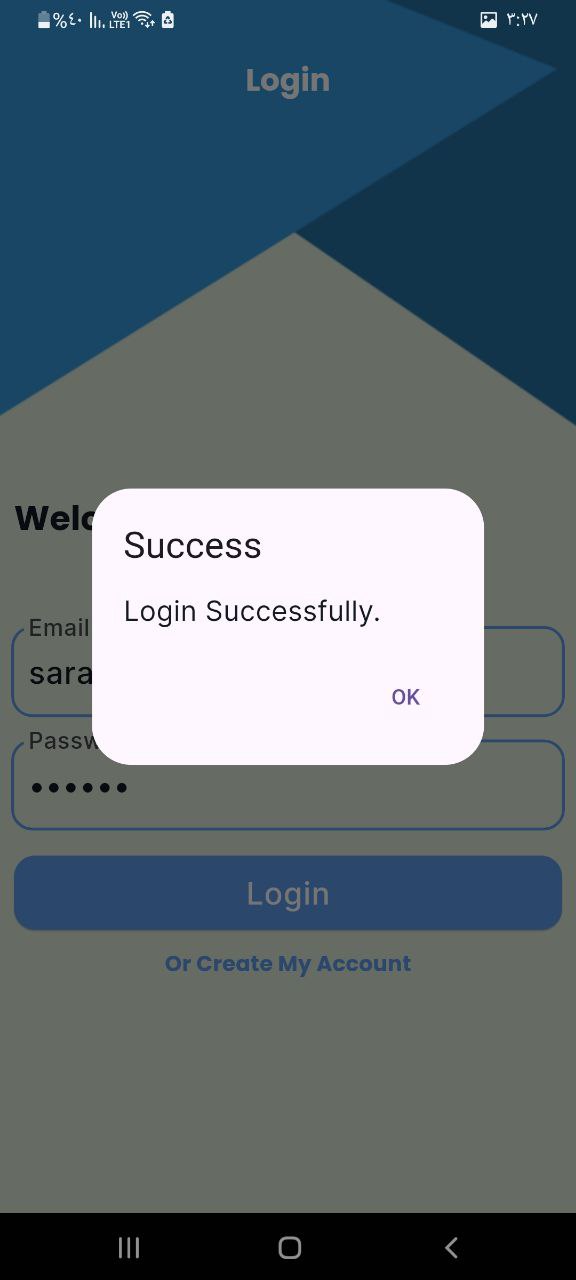 %٤٠ Vo)) LTE1 ٣:٢٧
Login
Welc
Success
Login Successfully.
OK
Email
sara
Passw
••••••
Login
Or Create My Account